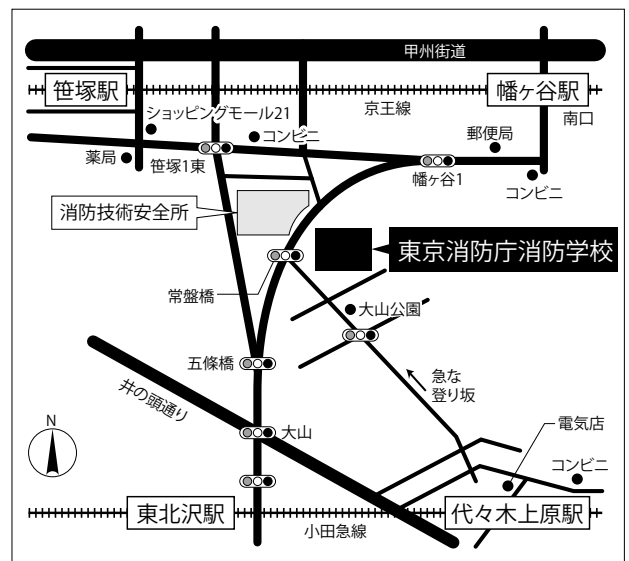 甲州街道
笹塚駅
幡ヶ谷駅
京王線
南口
ショッピングモール21
コンビニ
郵便局
薬局
笹塚1東
幡ヶ谷1
コンビニ
消防技術安全所
東京消防庁消防学校
常盤橋
大山公園
五條橋
急な
登り坂
井の頭通り
大山
N
電気店
コンビニ
東北沢駅
代々木上原駅
小田急線